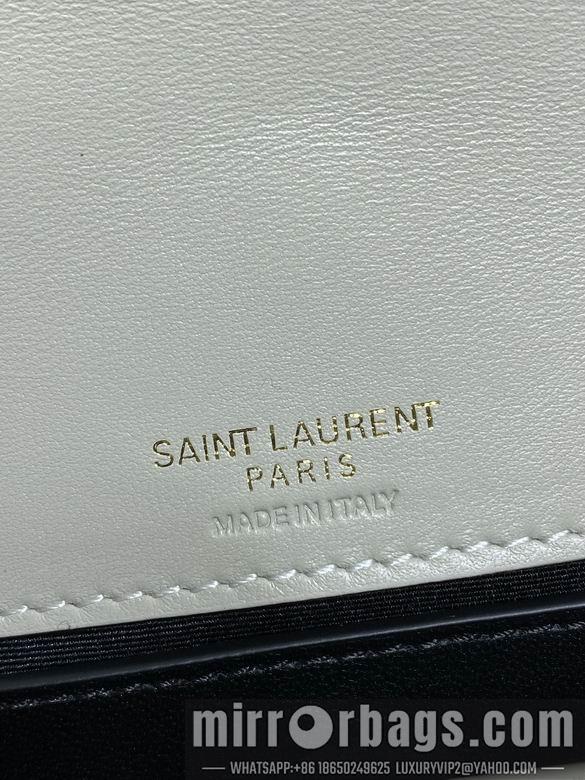 SAINT LAURENT
PARIS
MADE IN ITALY
mirrorbags.com
WHATSAPP:+86 18650249625 LUXURYVIP2@YAHOO.COM